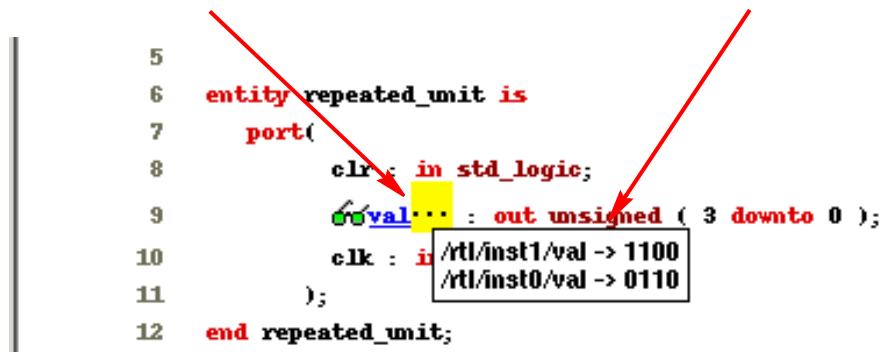 5
6 entity repeated_unit is
7 port(
8 clr : in std_logic;
9 val... : out unsigned ( 3 downto 0 );
/rtl/inst1/val -> 1100
10 clk : i
/rtl/inst0/val -> 0110
11 );
12 end repeated_unit;